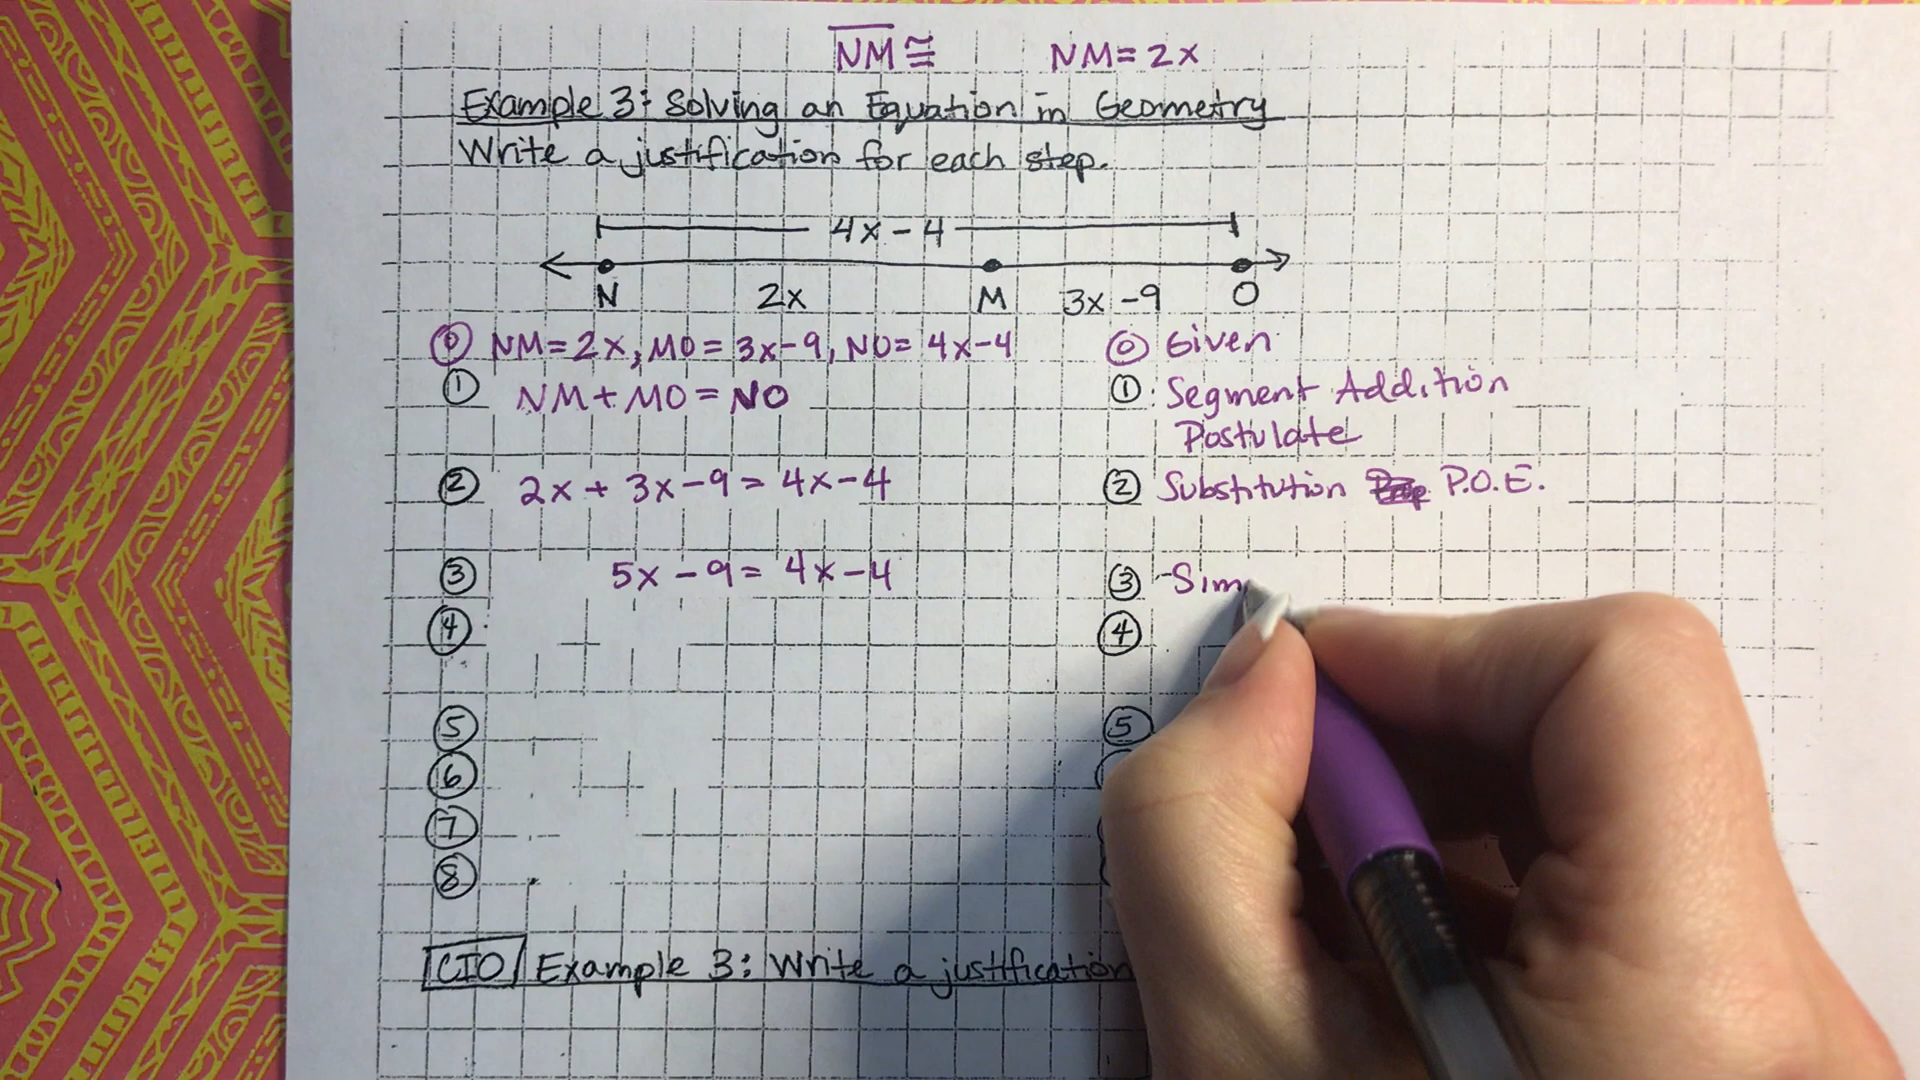 NM ≅ NM = 2x
Example 3: Solving an Equation in Geometry
Write a justification for each step.
4x - 4
N 2x M 3x - 9 O
⓪ NM = 2x, MO = 3x - 9, NO = 4x - 4 ⓪ Given
① NM + MO = NO ① Segment Addition
Postulate
② 2x + 3x - 9 = 4x - 4 ② Substitution P.O.E.
③ 5x - 9 = 4x - 4 ③ Sim
④ ④
⑤ ⑤
⑥
⑦
⑧
CIO Example 3: Write a justification